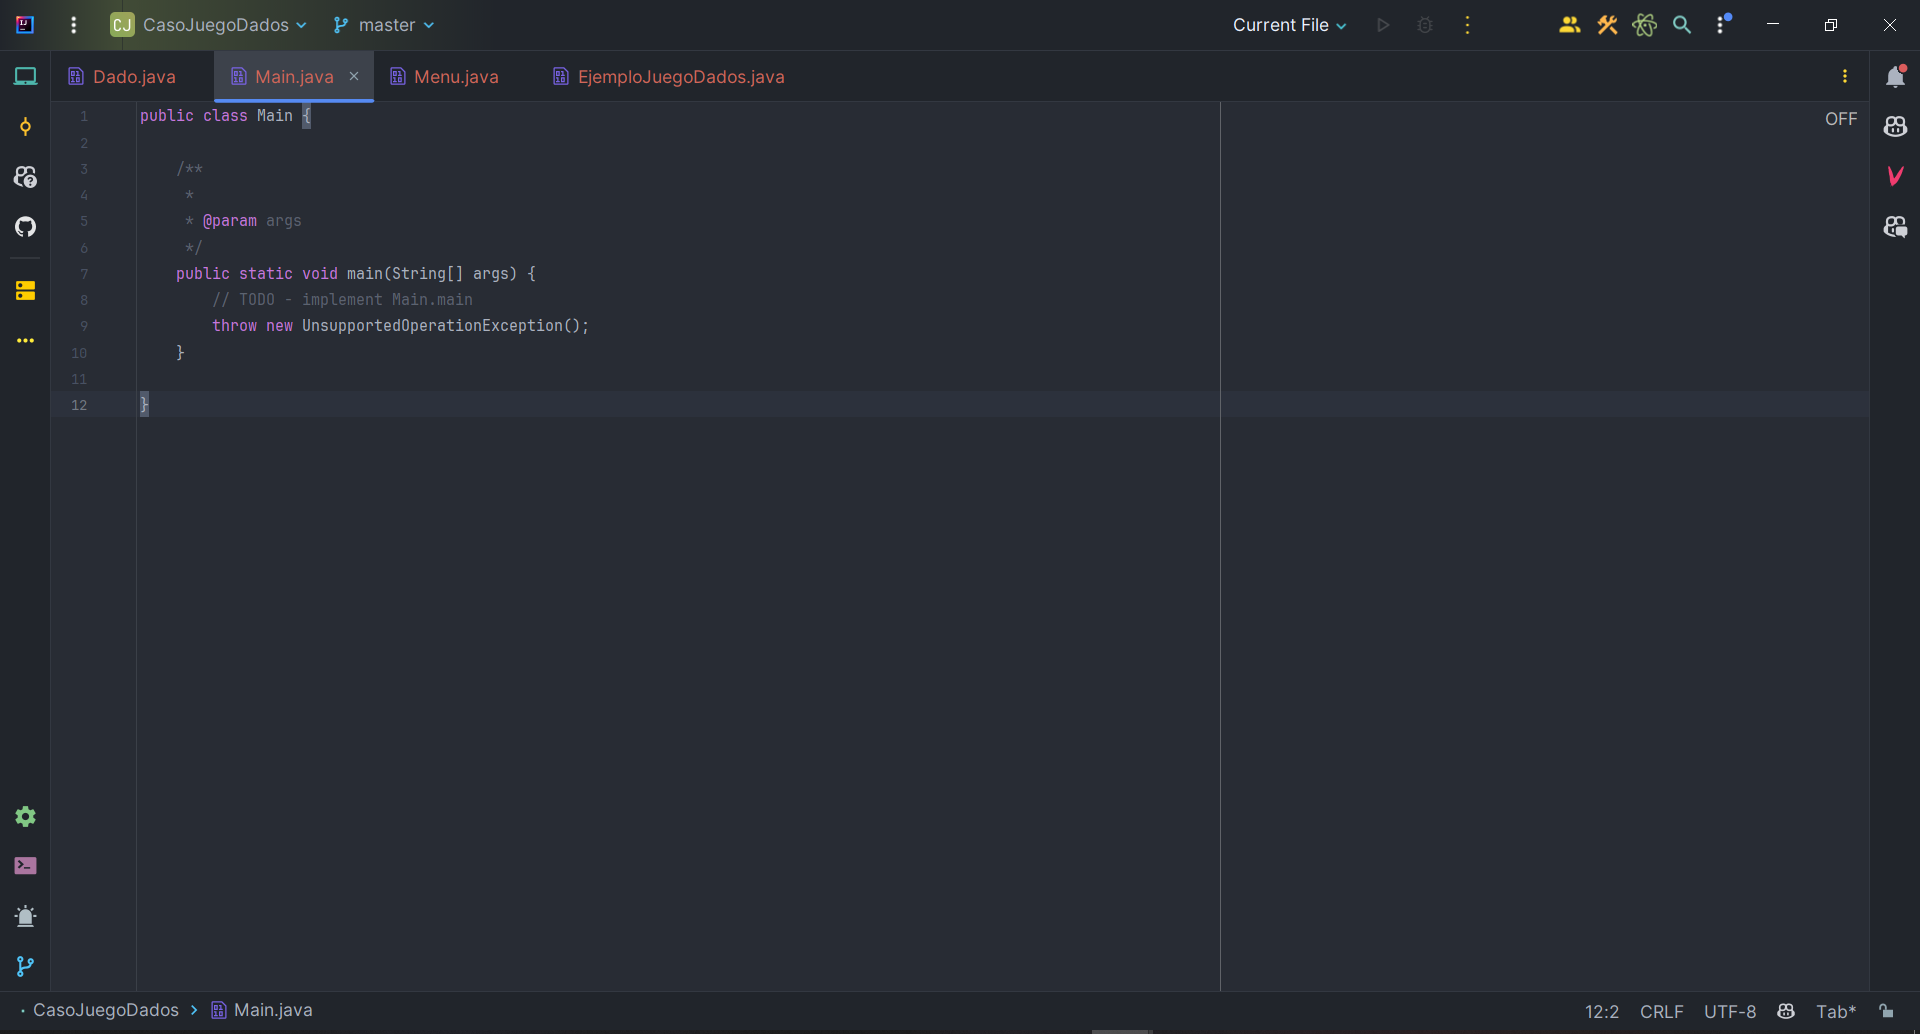 CJ CasoJuegoDados master Current File
Dado.java Main.java Menu.java EjemploJuegoDados.java
OFF
1 public class Main {
2
3 /**
4 *
5 * @param args
6 */
7 public static void main(String[] args) {
8 // TODO - implement Main.main
9 throw new UnsupportedOperationException();
10 }
11
12 }
CasoJuegoDados > Main.java 12:2 CRLF UTF-8 Tab*